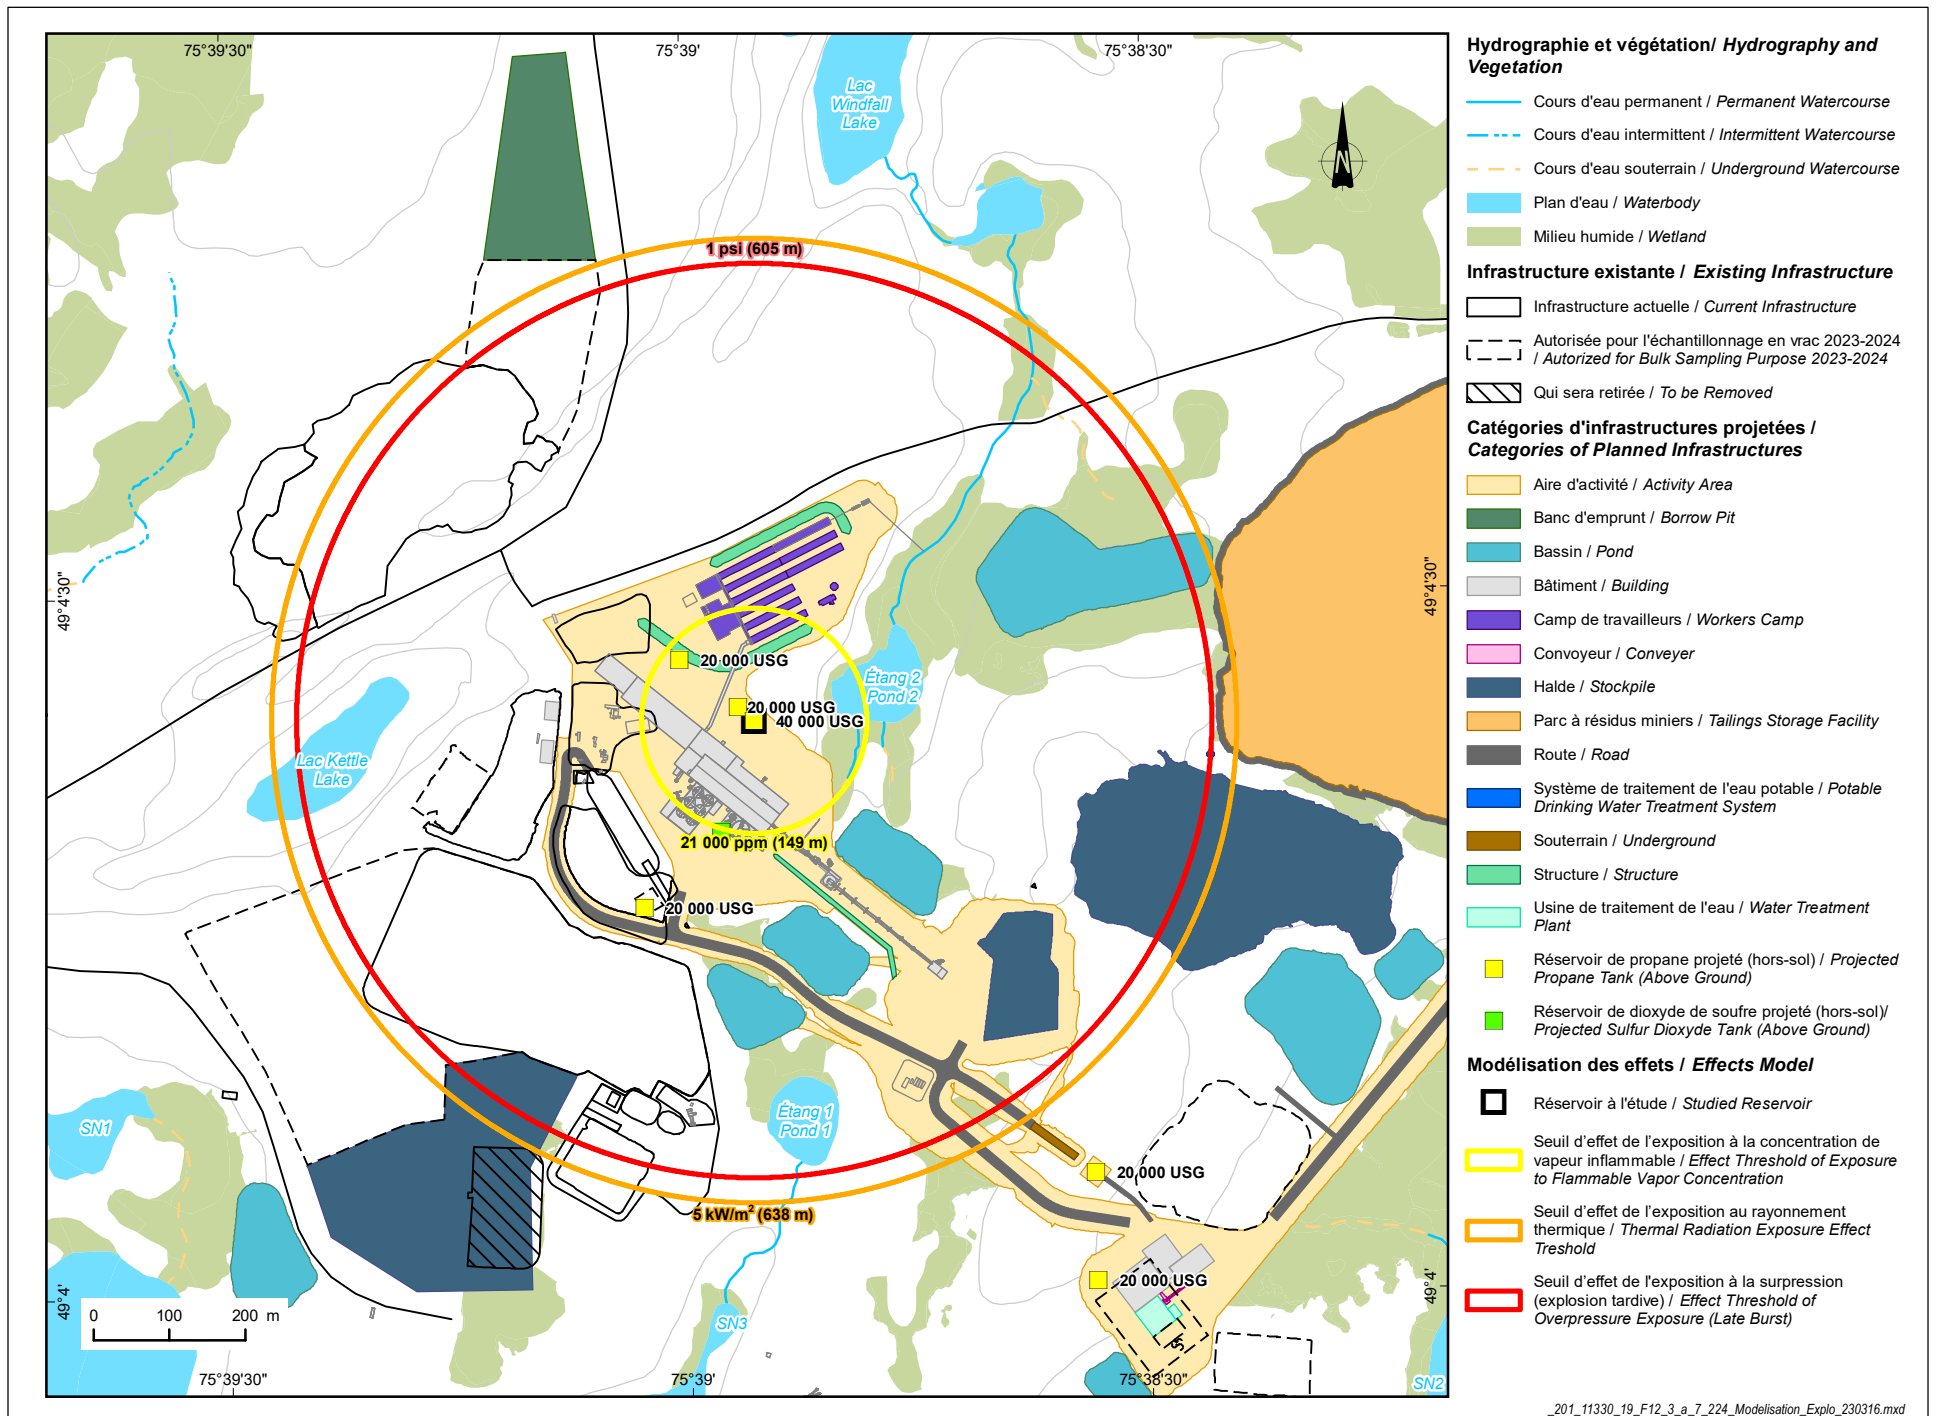 75°39'30"
75°39'
75°38'30"
Lac
Windfall
Lake
1 psi (605 m)
49°4'30"
49°4'30"
20 000 USG
20 000 USG
40 000 USG
Étang 2
Pond 2
Lac Kettle
Lake
21 000 ppm (149 m)
20 000 USG
Étang 1
Pond 1
SN1
20 000 USG
5 kW/m² (638 m)
20 000 USG
49°4'
49°4'
SN3
SN2
0 100 200 m
75°39'30"
75°39'
75°38'30"
Hydrographie et végétation/ Hydrography and
Vegetation
Cours d'eau permanent / Permanent Watercourse
Cours d'eau intermittent / Intermittent Watercourse
Cours d'eau souterrain / Underground Watercourse
Plan d'eau / Waterbody
Milieu humide / Wetland
Infrastructure existante / Existing Infrastructure
Infrastructure actuelle / Current Infrastructure
Autorisée pour l'échantillonnage en vrac 2023-2024
/ Autorized for Bulk Sampling Purpose 2023-2024
Qui sera retirée / To be Removed
Catégories d'infrastructures projetées /
Categories of Planned Infrastructures
Aire d'activité / Activity Area
Banc d'emprunt / Borrow Pit
Bassin / Pond
Bâtiment / Building
Camp de travailleurs / Workers Camp
Convoyeur / Conveyer
Halde / Stockpile
Parc à résidus miniers / Tailings Storage Facility
Route / Road
Système de traitement de l'eau potable / Potable
Drinking Water Treatment System
Souterrain / Underground
Structure / Structure
Usine de traitement de l'eau / Water Treatment
Plant
Réservoir de propane projeté (hors-sol) / Projected
Propane Tank (Above Ground)
Réservoir de dioxyde de soufre projeté (hors-sol)/
Projected Sulfur Dioxyde Tank (Above Ground)
Modélisation des effets / Effects Model
Réservoir à l'étude / Studied Reservoir
Seuil d'effet de l'exposition à la concentration de
vapeur inflammable / Effect Threshold of Exposure
to Flammable Vapor Concentration
Seuil d'effet de l'exposition au rayonnement
thermique / Thermal Radiation Exposure Effect
Treshold
Seuil d'effet de l'exposition à la surpression
(explosion tardive) / Effect Threshold of
Overpressure Exposure (Late Burst)
_201_11330_19_F12_3_a_7_224_Modelisation_Explo_230316.mxd